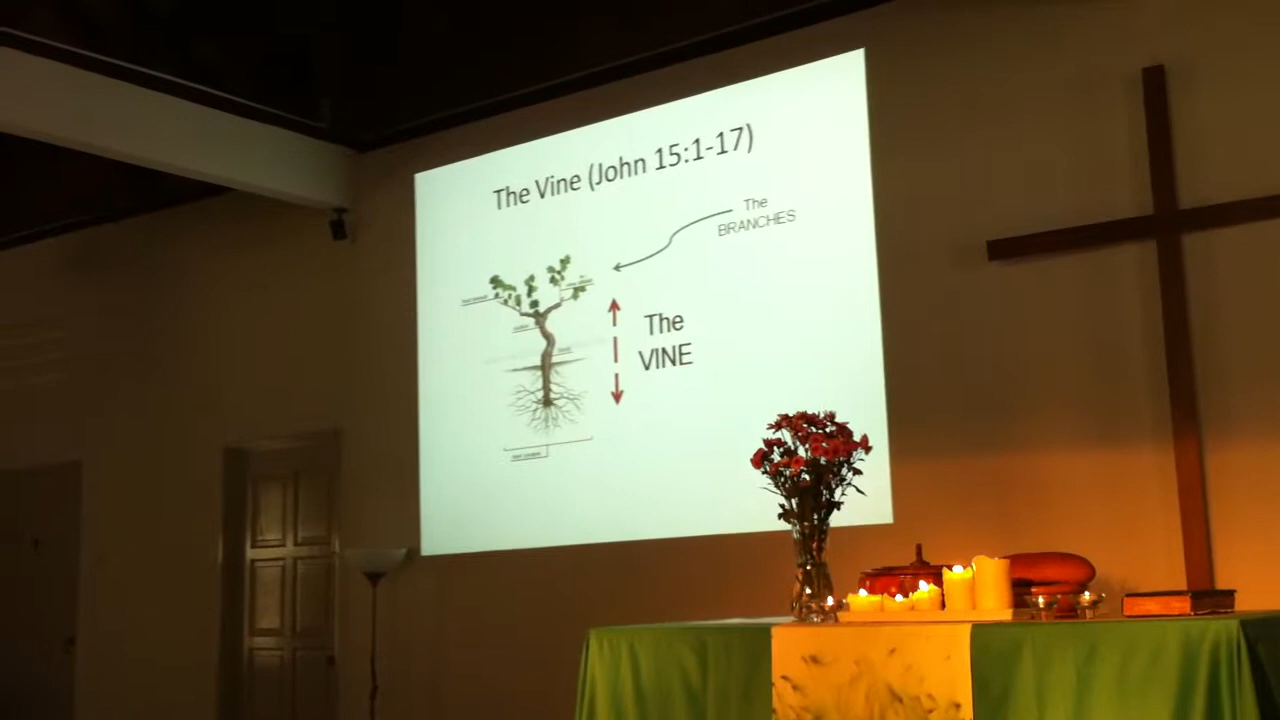 The Vine (John 15:1-17)
The
BRANCHES
The
VINE